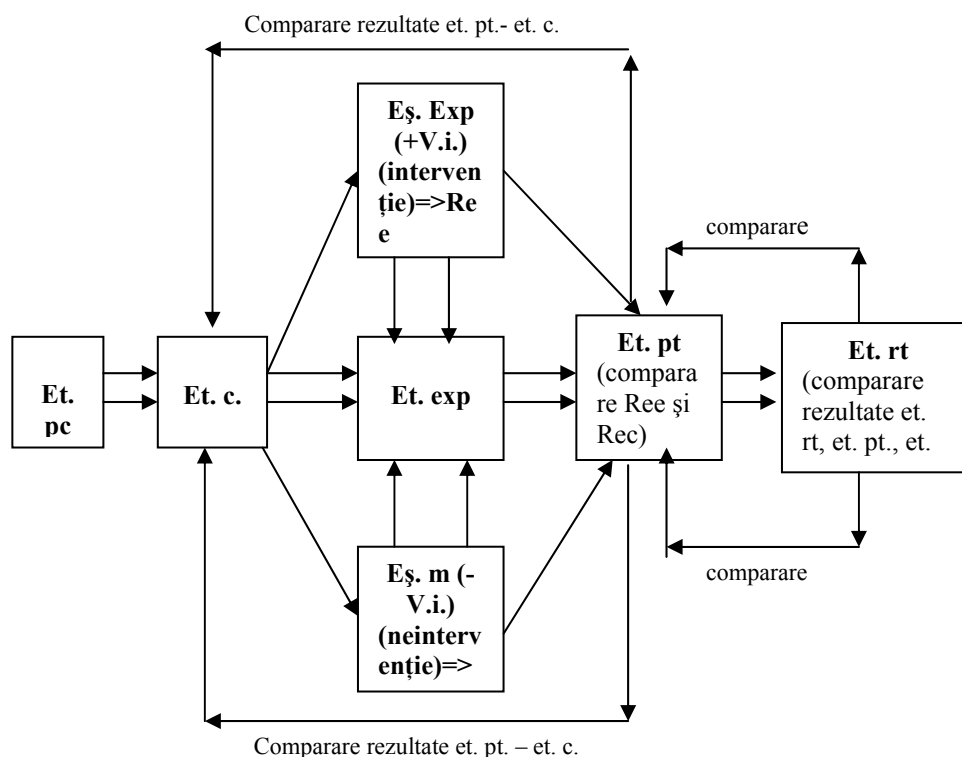 Comparare rezultate et. pt.- et. c.
Eş. Exp
(+V.i.)
(interven
ţie)=>Re
e
comparare
Et.
pc
Et. c.
Et. exp
Et. pt
(compara
re Ree şi
Rec)
Et. rt
(comparare
rezultate et.
rt, et. pt., et.
Eş. m (-
V.i.)
(neinterv
enţie)=>
comparare
Comparare rezultate et. pt. – et. c.